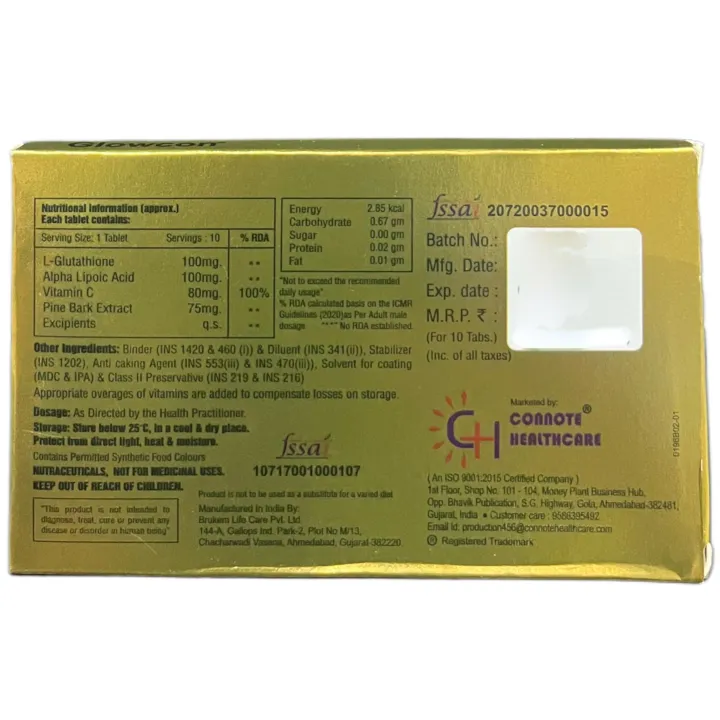 Glowcon
Nutritional Information (approx.)
Each tablet contains:
Serving Size: 1 Tablet Servings : 10 % RDA
L-Glutathione 100mg. **
Alpha Lipoic Acid 100mg. **
Vitamin C 80mg. 100%
Pine Bark Extract 75mg. **
Excipients q.s. **
Energy 2.85 kcal
Carbohydrate 0.67 gm
Sugar 0.00 gm
Protein 0.02 gm
Fat 0.01 gm
"Not to exceed the recommended
daily usage"
% RDA calculated basis on the ICMR
Guidelines (2020)as Per Adult male
dosage "**"No RDA established
Other Ingredients: Binder (INS 1420 & 460 (i)) & Diluent (INS 341(ii)), Stabilizer
(INS 1202), Anti caking Agent (INS 553(iii) & INS 470(iii)), Solvent for coating
(MDC & IPA) & Class II Preservative (INS 219 & INS 216)
Appropriate overages of vitamins are added to compensate losses on storage.
Dosage: As Directed by the Health Practitioner.
Storage: Store below 25°C, in a cool & dry place.
Protect from direct light, heat & moisture.
Contains Permitted Synthetic Food Colours
NUTRACEUTICALS, NOT FOR MEDICINAL USES.
KEEP OUT OF REACH OF CHILDREN.
"This product is not intended to
diagnose, treat, cure or prevent any
disease or disorder in human being"
fssai
10717001000107
Product is not to be used as a substitute for a varied diet
Manufactured in India By:
Brukem Life Care Pvt. Ltd.
144-A, Gallops Ind. Park-2, Plot No M/13,
Chacharwadi Vasana, Ahmedabad, Gujarat-382220
fssai 20720037000015
Batch No.:
Mfg. Date:
Exp. date :
M.R.P. ₹ :
(For 10 Tabs.)
(Inc. of all taxes)
Marketed by:
CH CONNOTE®
HEALTHCARE
( An ISO 9001:2015 Certified Company )
1st Floor, Shop No. 101 - 104, Money Plant Business Hub,
Opp. Bhavik Publication, S.G. Highway, Gota, Ahmedabad-382481,
Gujarat, India ● Customer care : 9586395492
Email Id: production456@connotehealthcare.com
® Registered Trademark
0196B02-01